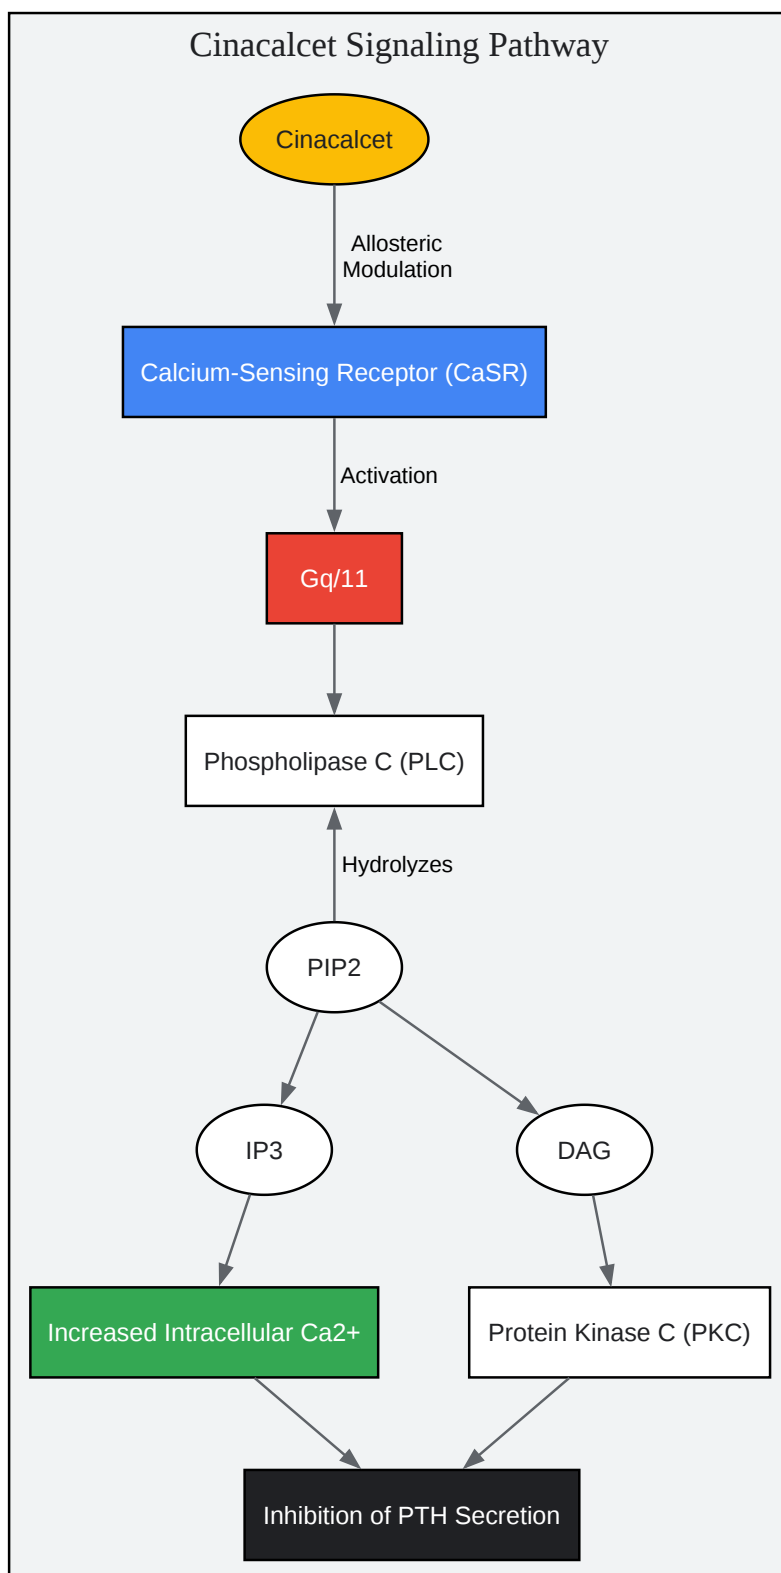 Cinacalcet Signaling Pathway
Cinacalcet
Allosteric
Modulation
Calcium-Sensing Receptor (CaSR)
Activation
Gq/11
Phospholipase C (PLC)
Hydrolyzes
PIP2
IP3
DAG
Increased Intracellular Ca2+
Protein Kinase C (PKC)
Inhibition of PTH Secretion